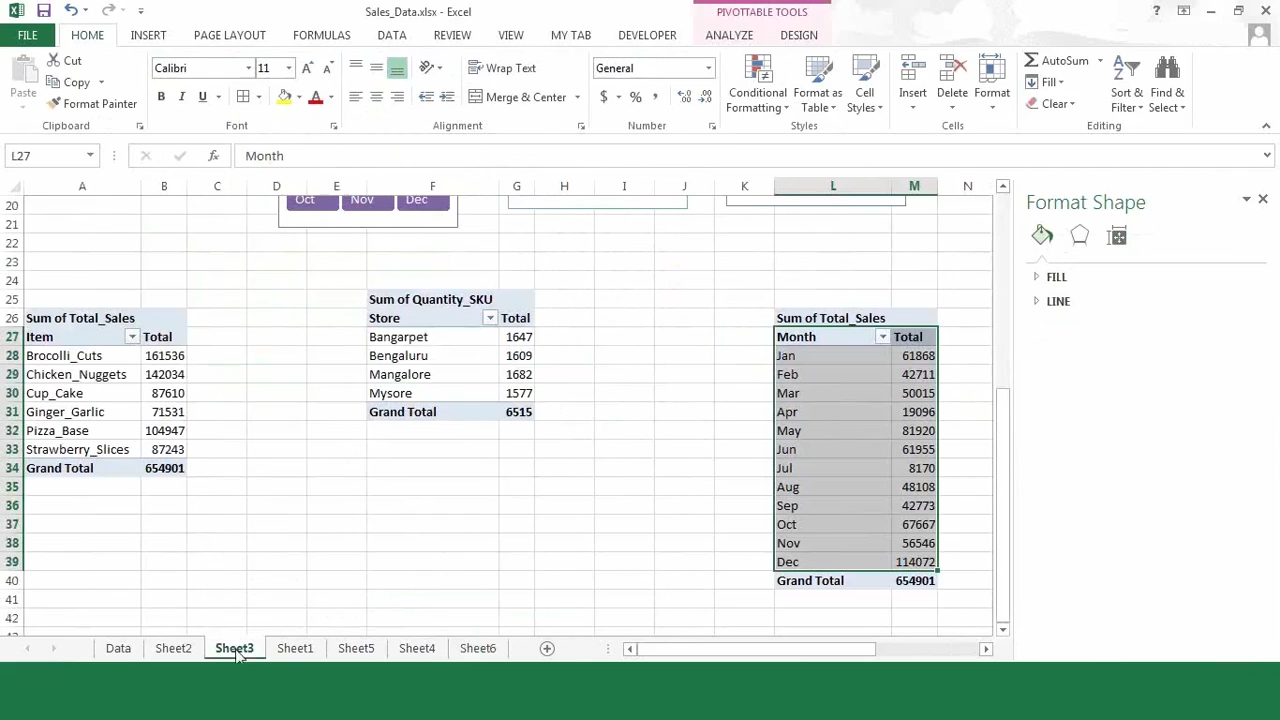 Sales_Data.xlsx - Excel
PIVOTTABLE TOOLS
?
FILE HOME INSERT PAGE LAYOUT FORMULAS DATA REVIEW VIEW MY TAB DEVELOPER ANALYZE DESIGN
Paste
Cut
Copy
Format Painter
Clipboard
Calibri 11
B I U A
Font
Wrap Text
Merge & Center
Alignment
General
$ % ,
Number
Conditional Formatting
Format as Table
Cell Styles
Styles
Insert
Delete
Format
Cells
AutoSum
Fill
Clear
Sort & Filter
Find & Select
Editing
L27 fx Month
A B C D E F G H I J K L M N
20 Oct Nov Dec
21
22
23
24
25 Sum of Quantity_SKU
26 Sum of Total_Sales Store Total Sum of Total_Sales
27 Item Total Bangarpet 1647 Month Total
28 Brocolli_Cuts 161536 Bengaluru 1609 Jan 61868
29 Chicken_Nuggets 142034 Mangalore 1682 Feb 42711
30 Cup_Cake 87610 Mysore 1577 Mar 50015
31 Ginger_Garlic 71531 Grand Total 6515 Apr 19096
32 Pizza_Base 104947 May 81920
33 Strawberry_Slices 87243 Jun 61955
34 Grand Total 654901 Jul 8170
35 Aug 48108
36 Sep 42773
37 Oct 67667
38 Nov 56546
39 Dec 114072
40 Grand Total 654901
41
42
Format Shape
FILL
LINE
Data Sheet2 Sheet3 Sheet1 Sheet5 Sheet4 Sheet6